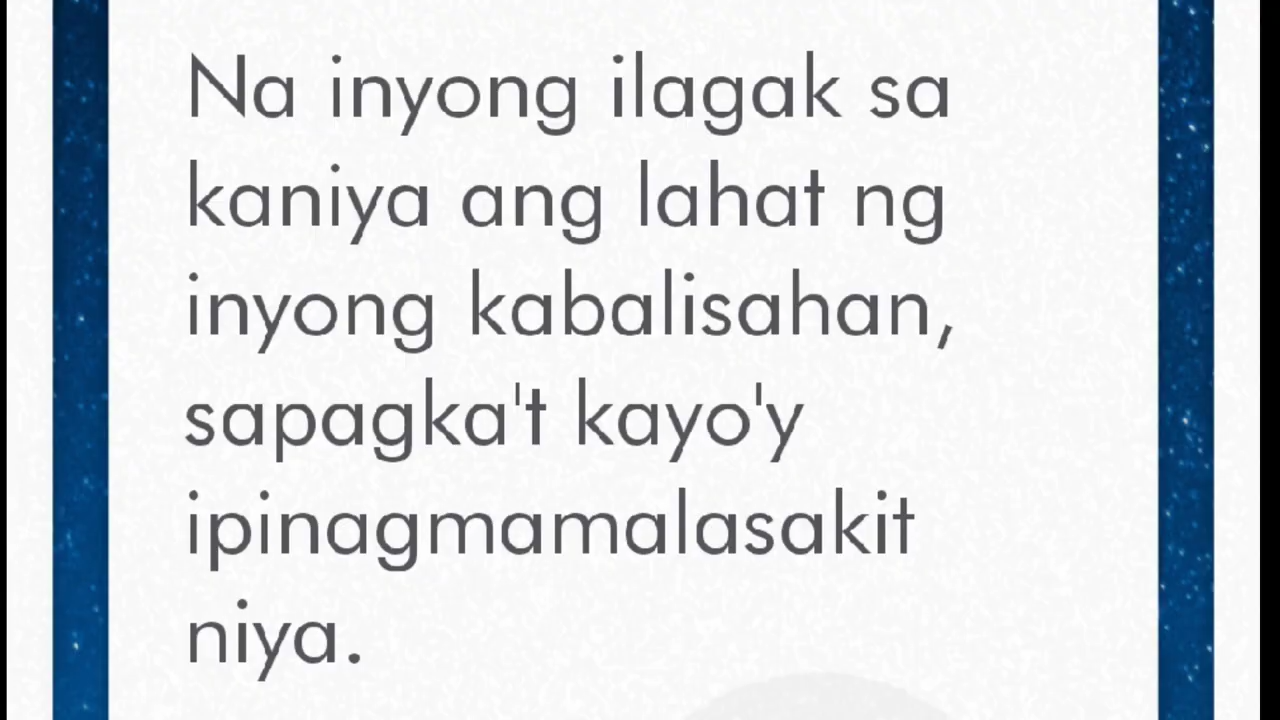 Na inyong ilagak sa
kaniya ang lahat ng
inyong kabalisahan,
sapagka't kayo'y
ipinagmamalasakit
niya.